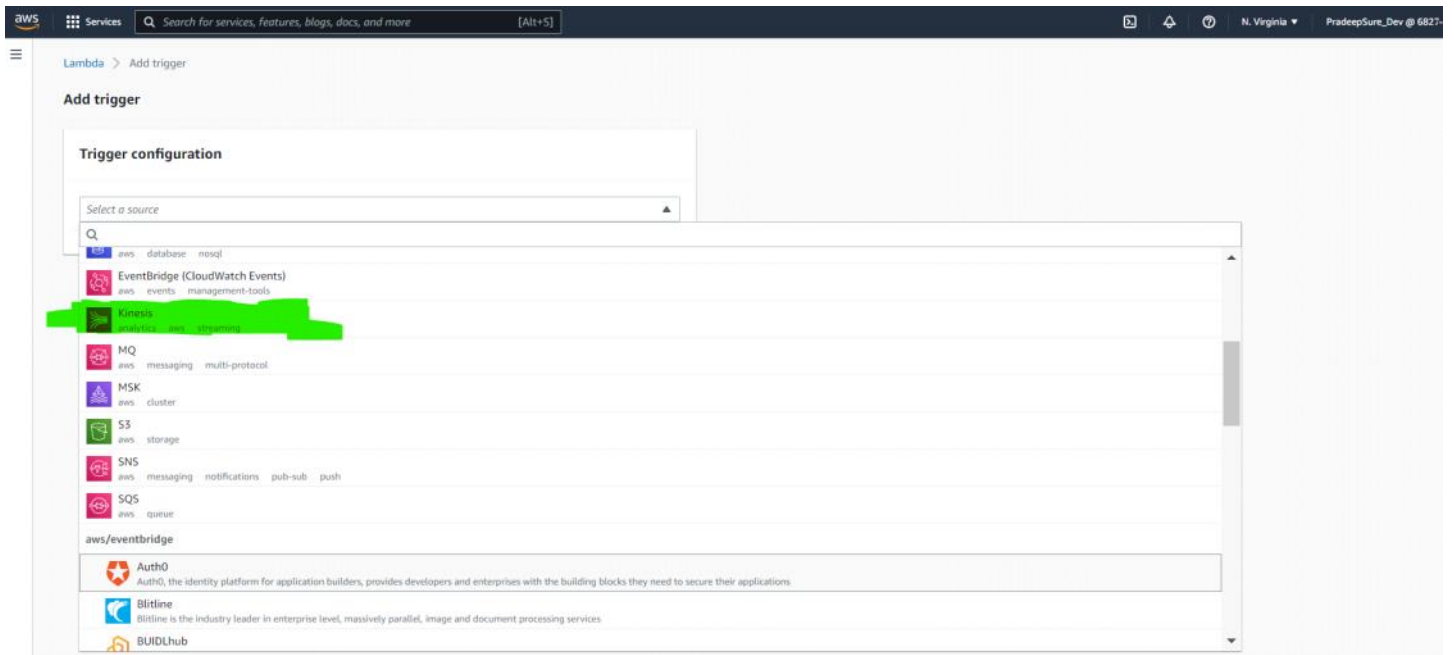 aws Services Search for services, features, blogs, docs, and more [Alt+S] N. Virginia ▼ PradeepSure_Dev @ 6827-
Lambda > Add trigger
Add trigger
Trigger configuration
Select a source
aws database nosql
EventBridge (CloudWatch Events)
aws events management-tools
Kinesis
analytics aws streaming
MQ
aws messaging multi-protocol
MSK
aws cluster
S3
aws storage
SNS
aws messaging notifications pub-sub push
SQS
aws queue
aws/eventbridge
Auth0
Auth0, the identity platform for application builders, provides developers and enterprises with the building blocks they need to secure their applications
Blitline
Blitline is the industry leader in enterprise level, massively parallel, image and document processing services
BUIDLhub